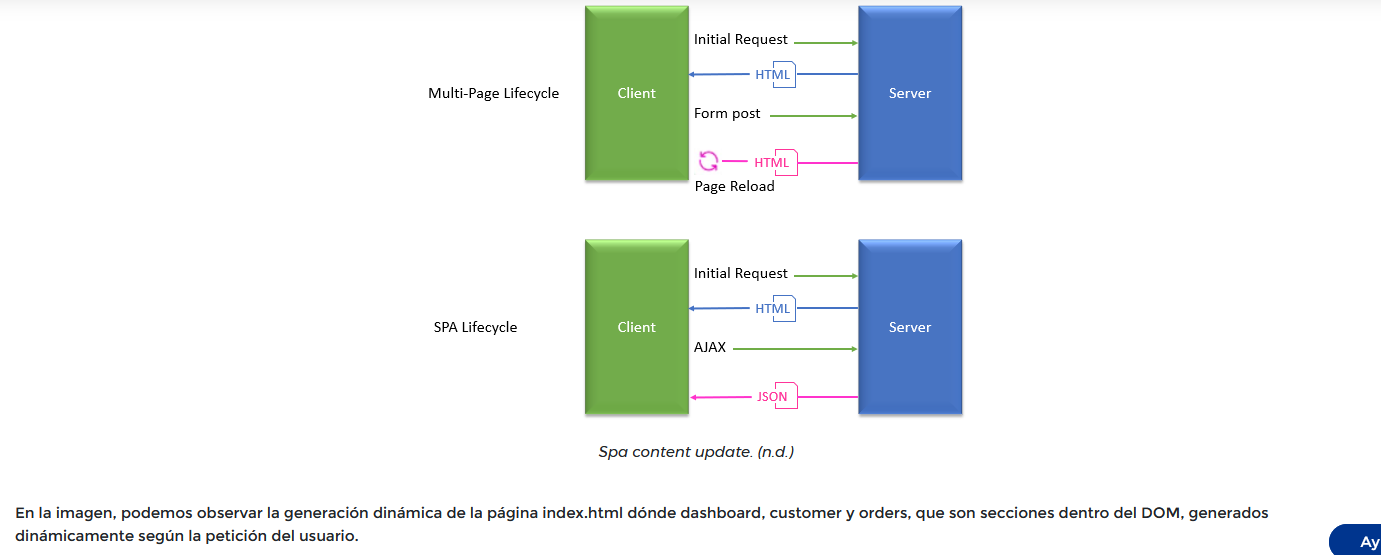 Initial Request
HTML
Multi-Page Lifecycle
Client
Server
Form post
HTML
Page Reload
Initial Request
HTML
SPA Lifecycle
Client
Server
AJAX
JSON
Spa content update. (n.d.)
En la imagen, podemos observar la generación dinámica de la página index.html dónde dashboard, customer y orders, que son secciones dentro del DOM, generados
dinámicamente según la petición del usuario.
Ay